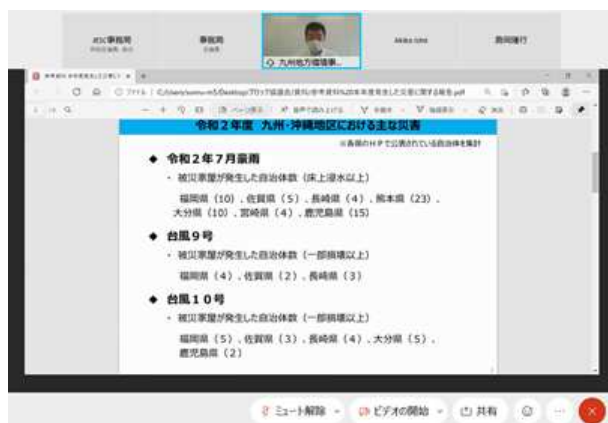 事務局
九州地方環境事...
Akiko Ishii
令和2年度 九州・沖縄地区における主な災害
※各県のHPで公表されている自治体を集計
◆ 令和2年7月豪雨
・ 被災家屋が発生した自治体数（床上浸水以上）
福岡県（10）、佐賀県（5）、長崎県（4）、熊本県（23）、
大分県（10）、宮崎県（4）、鹿児島県（15）
◆ 台風9号
・ 被災家屋が発生した自治体数（一部損壊以上）
福岡県（4）、佐賀県（2）、長崎県（3）
◆ 台風10号
・ 被災家屋が発生した自治体数（一部損壊以上）
福岡県（5）、佐賀県（3）、長崎県（4）、大分県（5）、
鹿児島県（2）
ミュート解除 ビデオの開始 共有